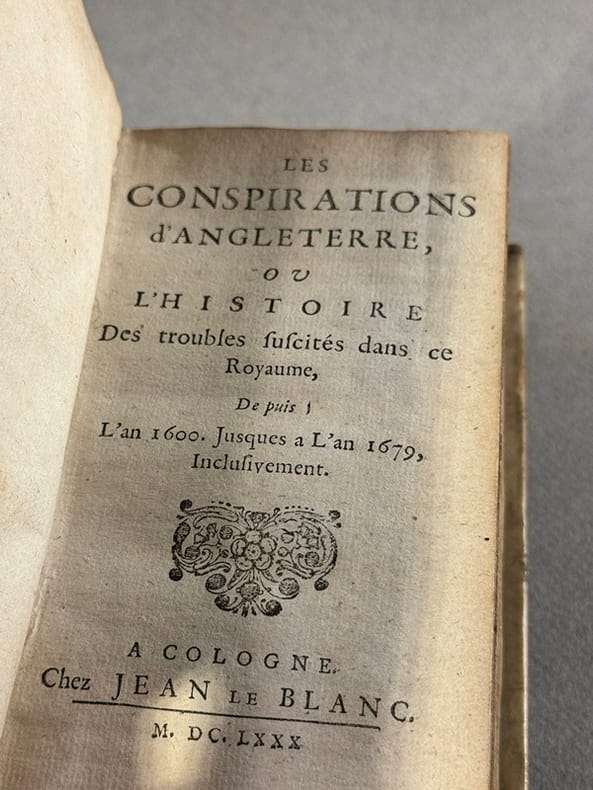 LES
CONSPIRATIONS
d'ANGLETERRE,
OU
L'HISTOIRE
Des troubles ſuſcités dans ce
Royaume,
De puis
L'an 1600. Jusques a L'an 1679,
Incluſivement.
A COLOGNE.
Chez JEAN LE BLANC.
M. DC. LXXX